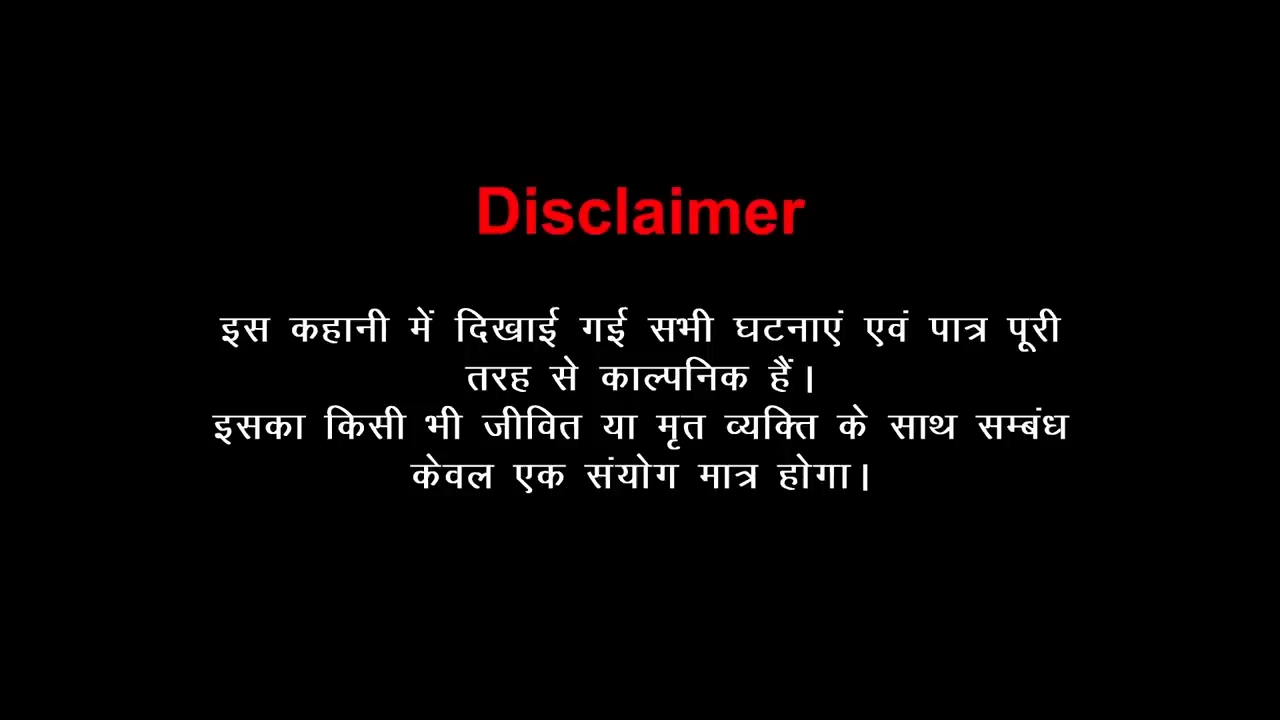 Disclaimer
इस कहानी में दिखाई गई सभी घटनाएं एवं पात्र पूरी
तरह से काल्पनिक हैं।
इसका किसी भी जीवित या मृत व्यक्ति के साथ सम्बंध
केवल एक संयोग मात्र होगा।